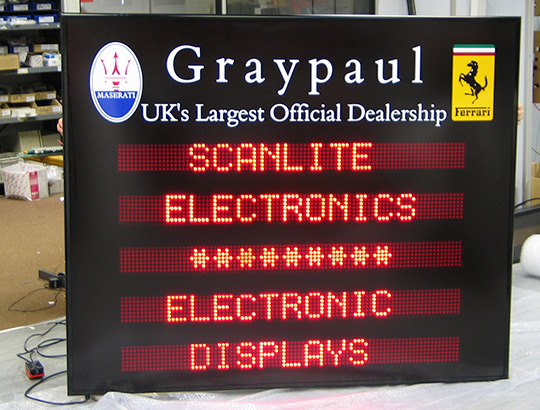 Graypaul
MASERATI
UK's Largest Official Dealership
Ferrari
SCANLITE
ELECTRONICS
#########
ELECTRONIC
DISPLAYS